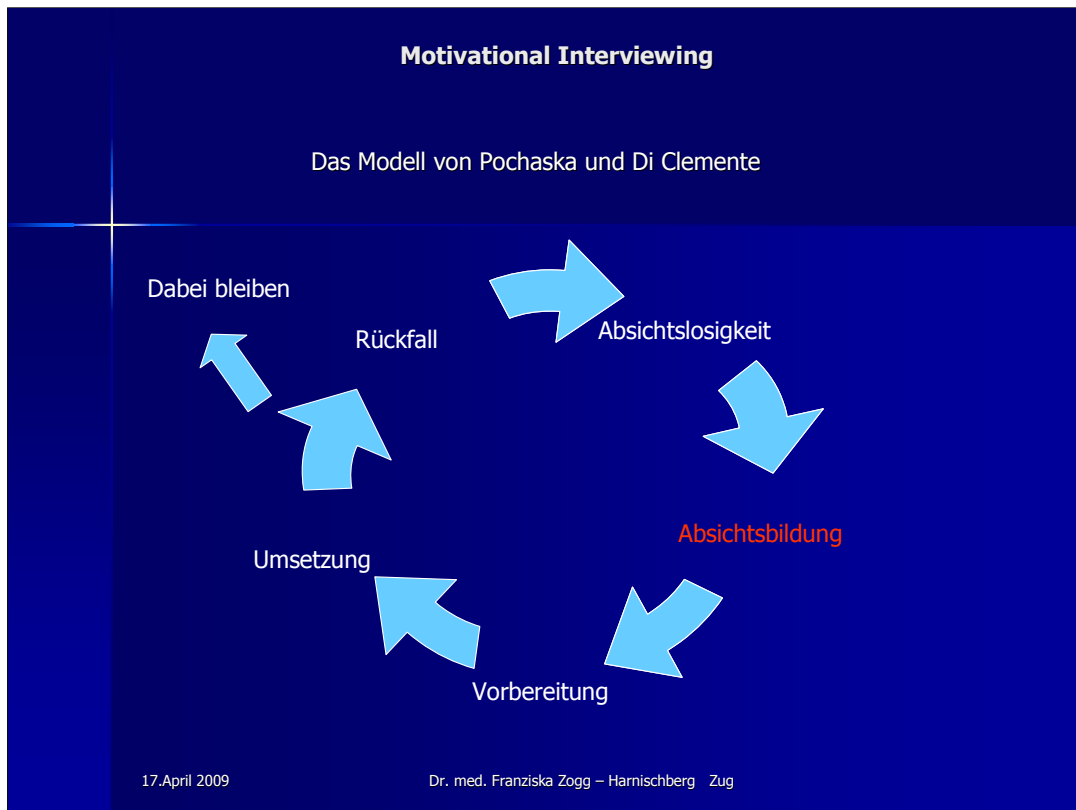 Motivational Interviewing
Das Modell von Pochaska und Di Clemente
Dabei bleiben
Rückfall
Absichtslosigkeit
Absichtsbildung
Umsetzung
Vorbereitung
17.April 2009
Dr. med. Franziska Zogg – Harnischberg Zug